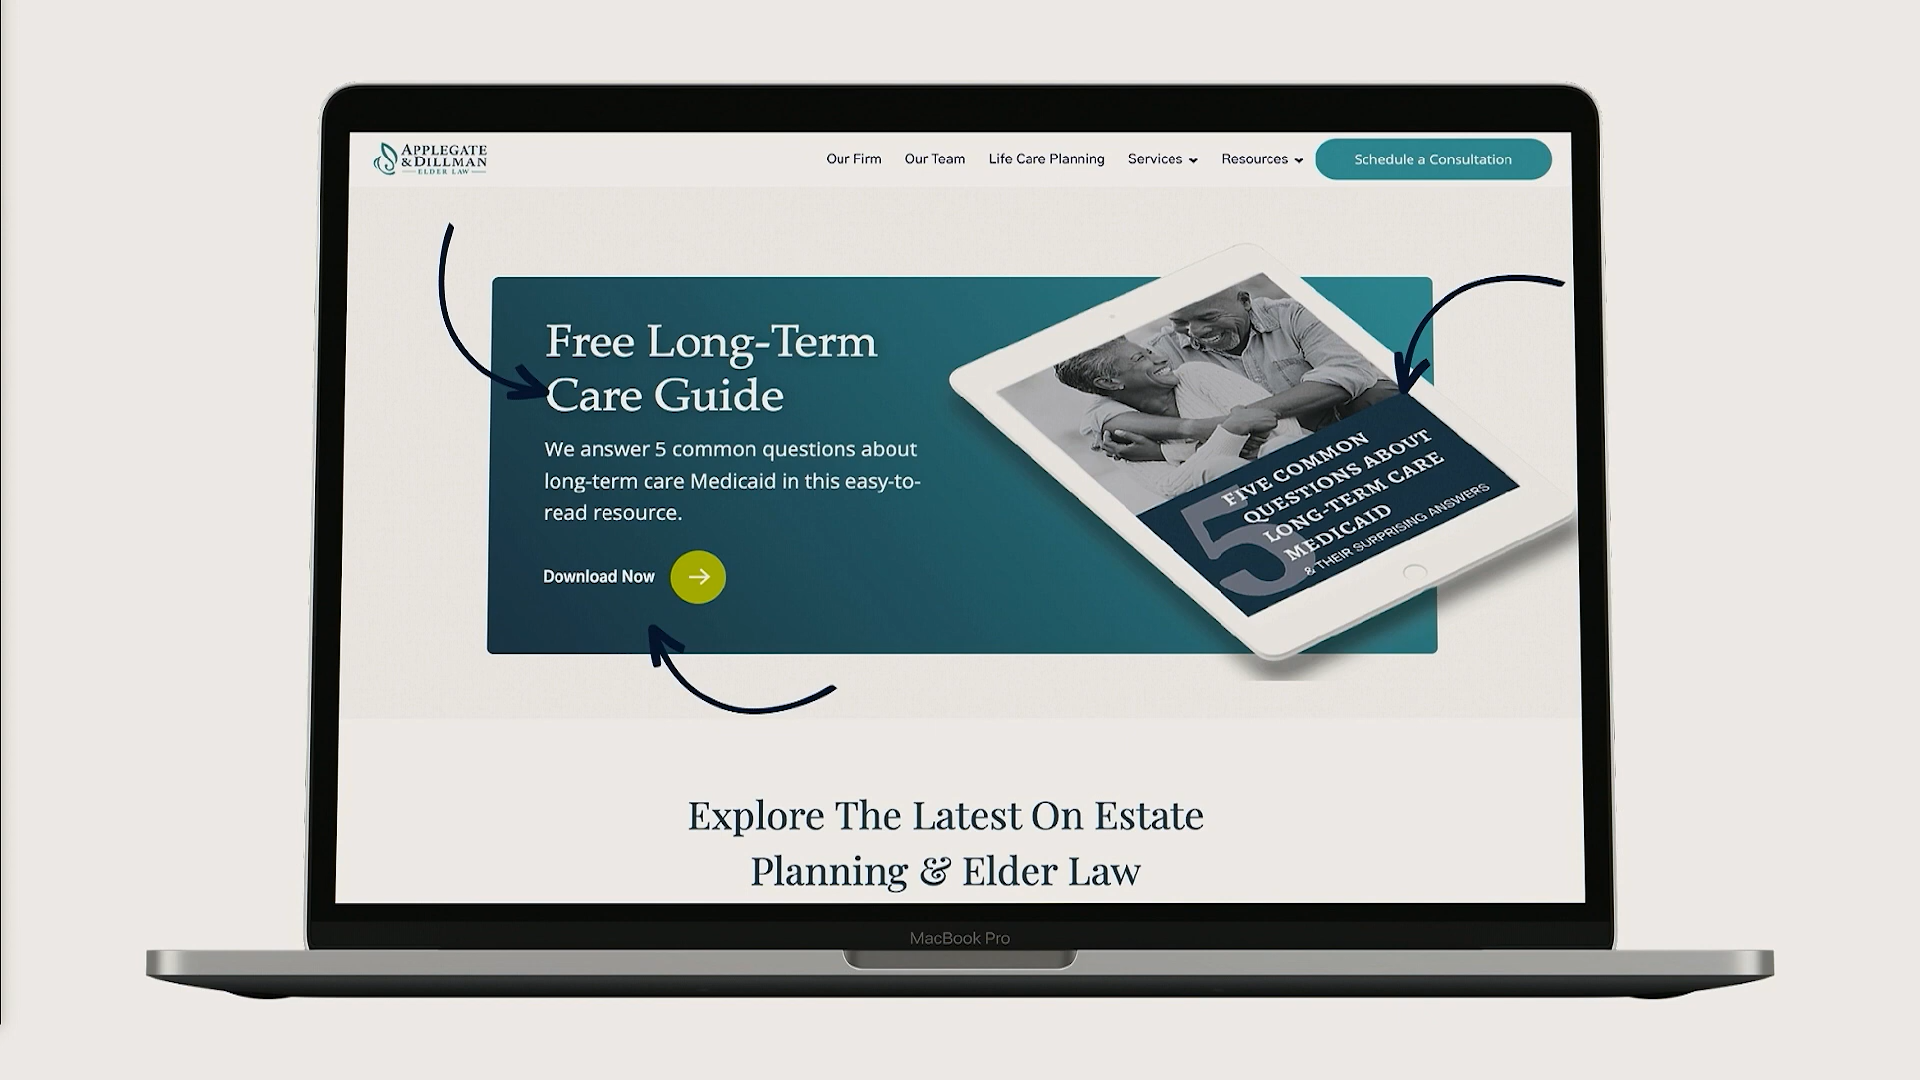 APPLEGATE
& DILLMAN
ELDER LAW
Our Firm
Our Team
Life Care Planning
Services
Resources
Schedule a Consultation
Free Long-Term
Care Guide
We answer 5 common questions about
long-term care Medicaid in this easy-to-
read resource.
Download Now
5
FIVE COMMON
QUESTIONS ABOUT
LONG-TERM CARE
MEDICAID
& THEIR SURPRISING ANSWERS
Explore The Latest On Estate
Planning & Elder Law
MacBook Pro